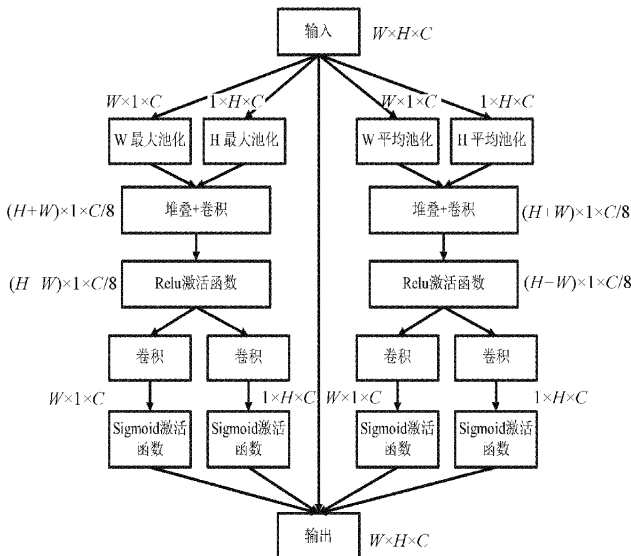 输入
W×H×C
W×1×C
1×H×C
W×1×C
1×H×C
W 最大池化
H 最大池化
W 平均池化
H 平均池化
(H+W)×1×C/8
堆叠+卷积
堆叠+卷积
(H+W)×1×C/8
(H W)×1×C/8
Relu激活函数
Relu激活函数
(H−W)×1×C/8
卷积
卷积
卷积
卷积
W×1×C
1×H×C
W×1×C
1×H×C
Sigmoid激活
函数
Sigmoid激活
函数
Sigmoid激活
函数
Sigmoid激活
函数
输出
W×H×C